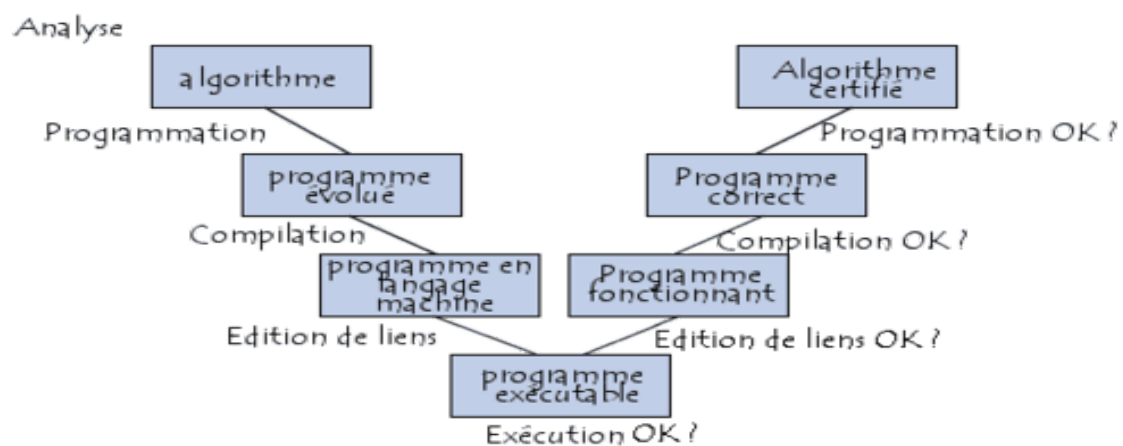 Analyse
algorithme
Algorithme
certifié
Programmation
Programmation OK ?
programme
évolué
Programme
correct
Compilation
Compilation OK ?
programme en
langage
machine
Programme
fonctionnant
Edition de liens
Edition de liens OK ?
programme
exécutable
Exécution OK ?